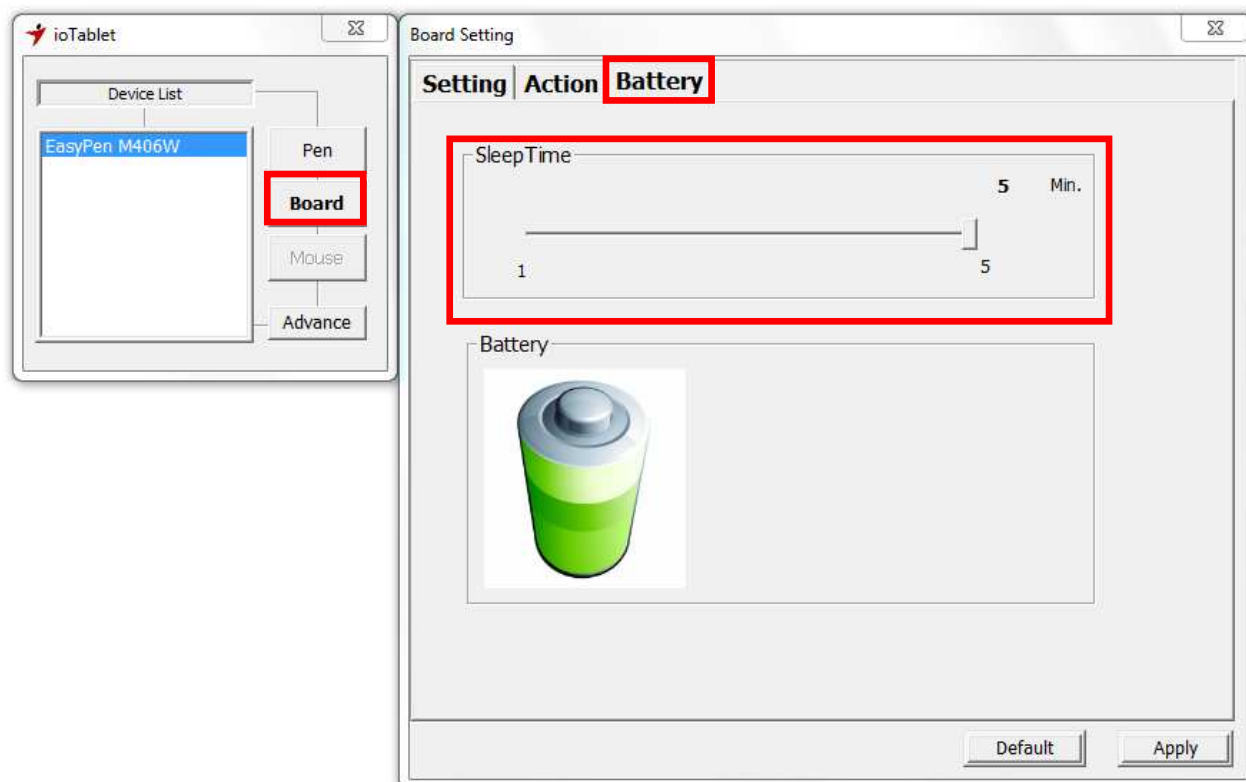 ioTablet
Device List
EasyPen M406W
Pen
Board
Mouse
Advance
Board Setting
Setting Action Battery
SleepTime
5 Min.
1 5
Battery
Default Apply